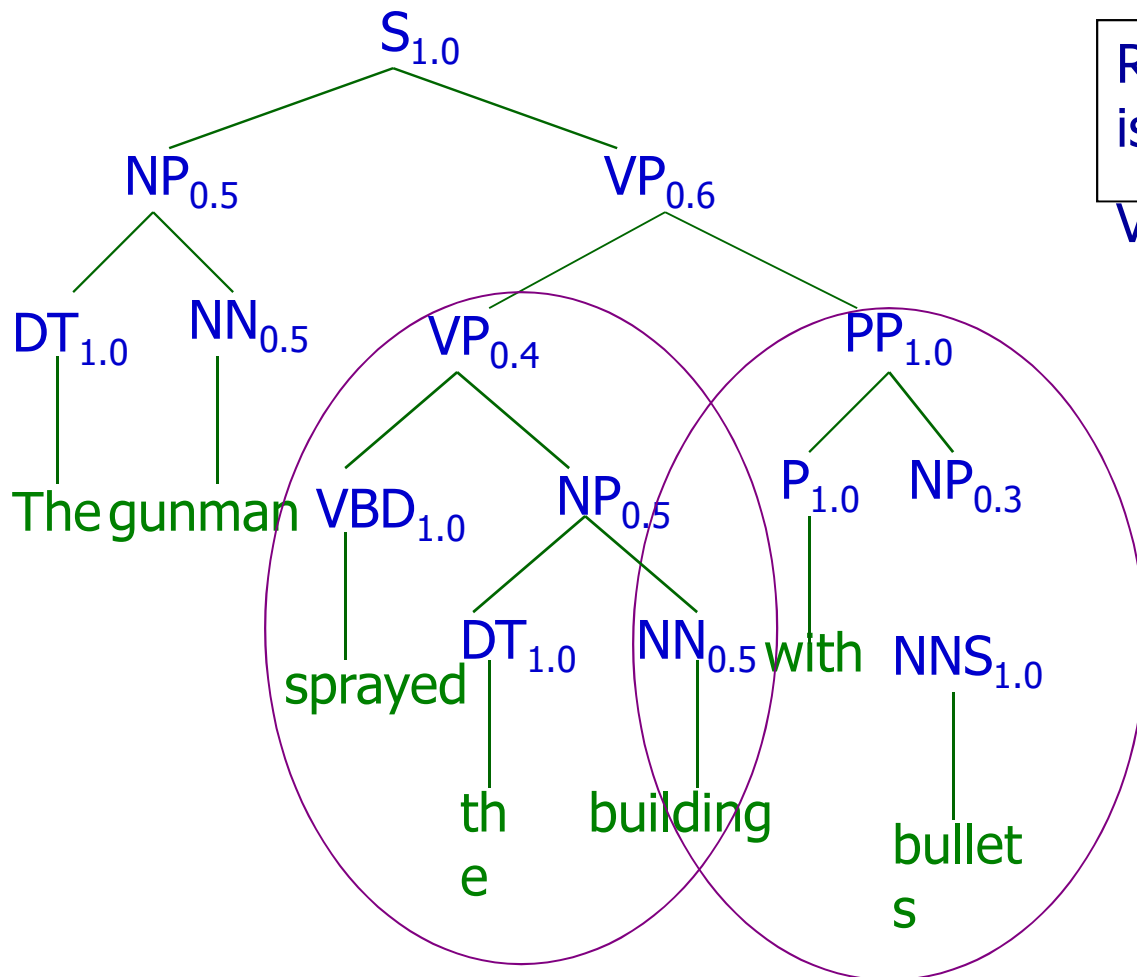 S1.0
R
is
NP0.5 VP0.6
V
DT1.0 NN0.5 VP0.4 PP1.0
The gunman VBD1.0 NP0.5 P1.0 NP0.3
sprayed DT1.0 NN0.5 with NNS1.0
th building
e
bullet
s